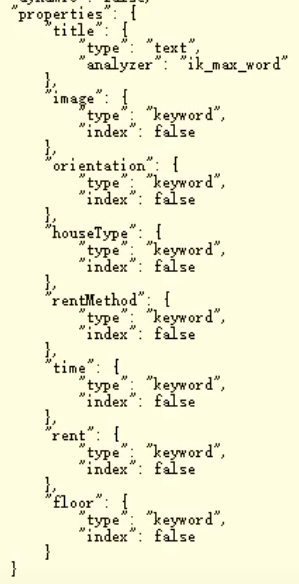 "properties": {
"title": {
"type": "text",
"analyzer": "ik_max_word"
},
"image": {
"type": "keyword",
"index": false
},
"orientation": {
"type": "keyword",
"index": false
},
"houseType": {
"type": "keyword",
"index": false
},
"rentMethod": {
"type": "keyword",
"index": false
},
"time": {
"type": "keyword",
"index": false
},
"rent": {
"type": "keyword",
"index": false
},
"floor": {
"type": "keyword",
"index": false
}
}